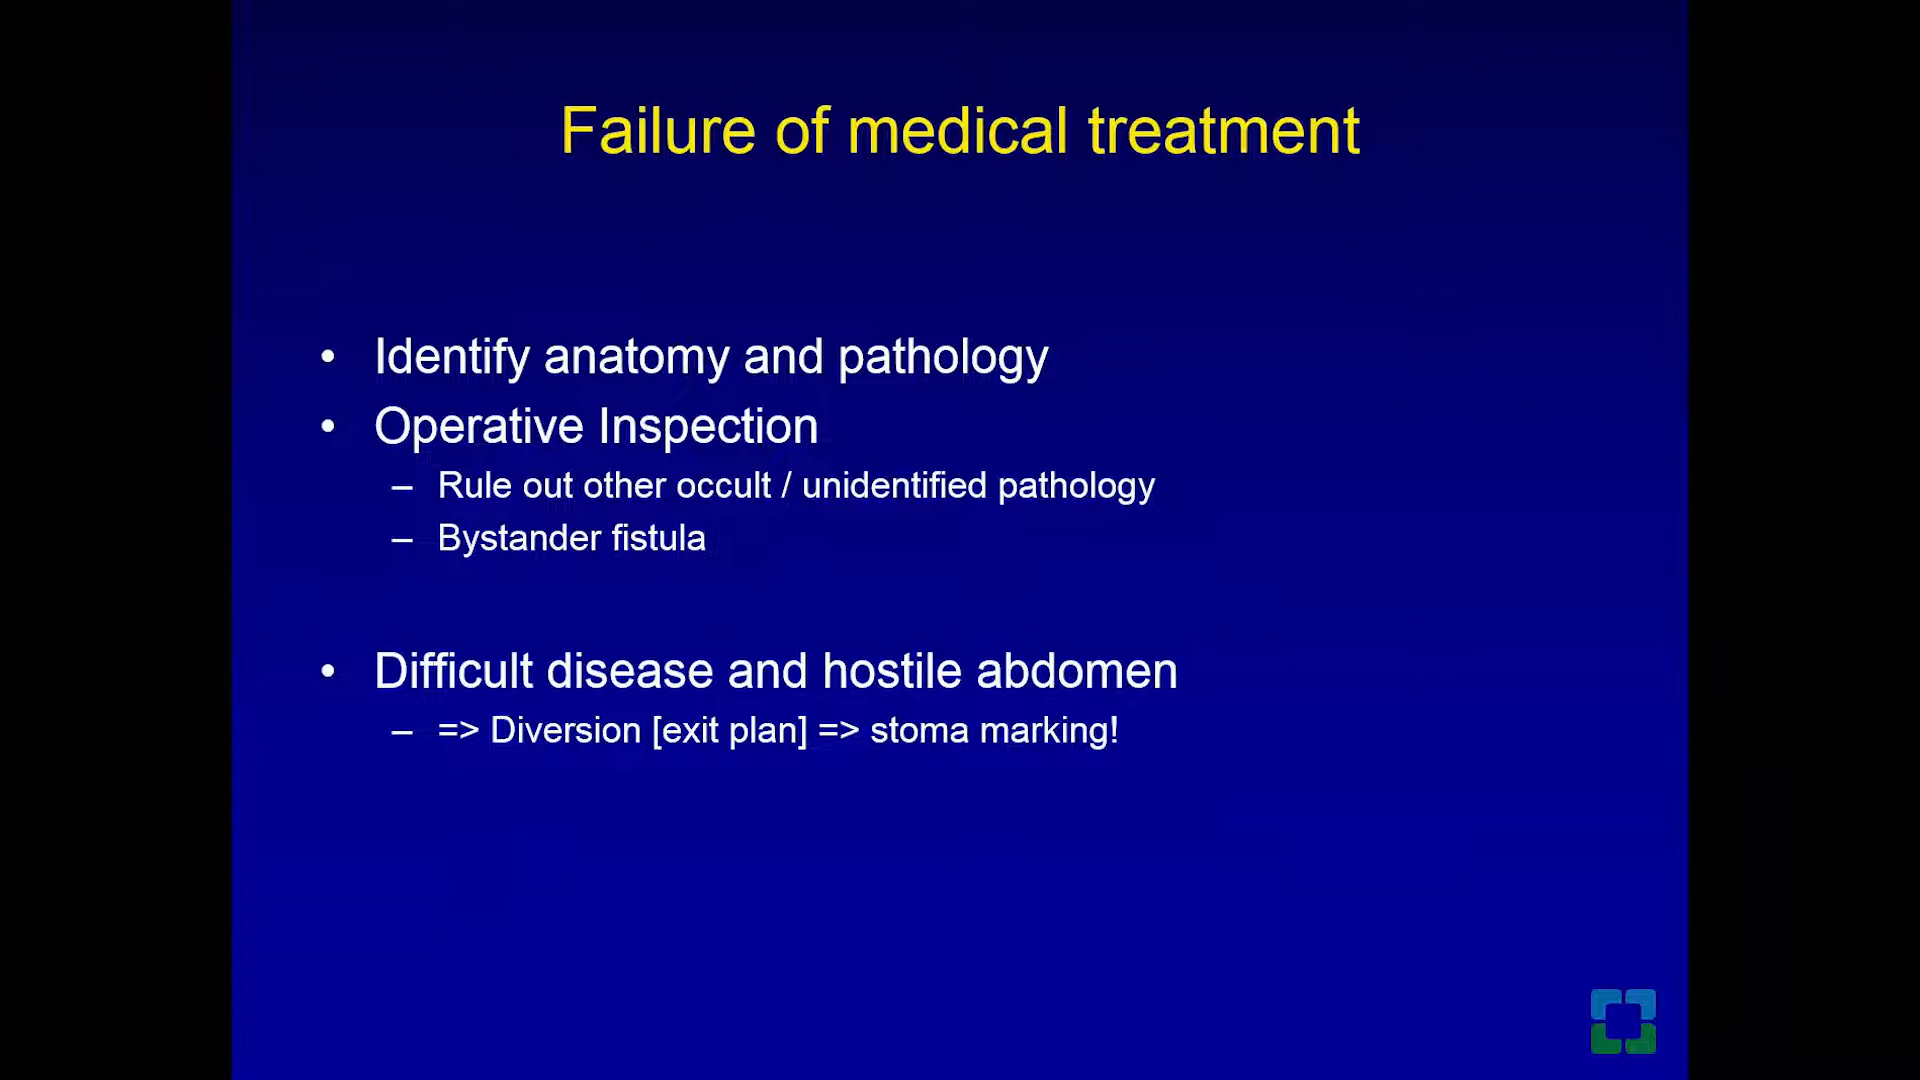 Failure of medical treatment
• Identify anatomy and pathology
• Operative Inspection
– Rule out other occult / unidentified pathology
– Bystander fistula
• Difficult disease and hostile abdomen
– => Diversion [exit plan] => stoma marking!